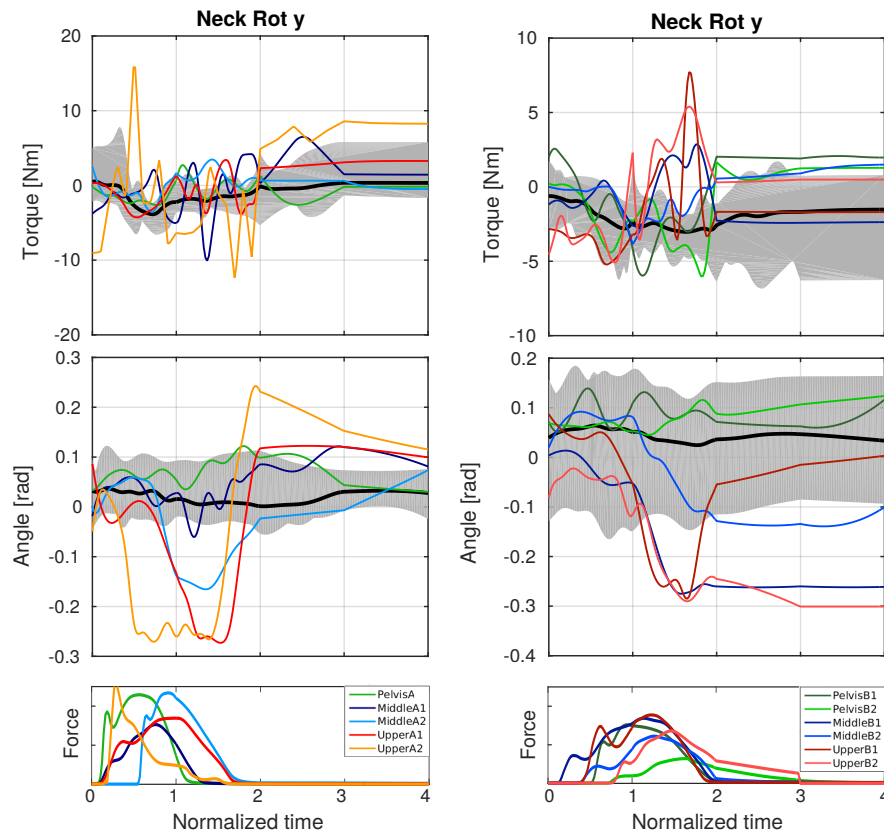 Neck Rot y
20
10
0
-10
-20
Torque [Nm]
0.3
0.2
0.1
0
-0.1
-0.2
-0.3
Angle [rad]
Force
PelvisA
MiddleA1
MiddleA2
UpperA1
UpperA2
0 1 2 3 4
Normalized time
Neck Rot y
10
5
0
-5
-10
Torque [Nm]
0.2
0.1
0
-0.1
-0.2
-0.3
-0.4
Angle [rad]
Force
PelvisB1
PelvisB2
MiddleB1
MiddleB2
UpperB1
UpperB2
0 1 2 3 4
Normalized time